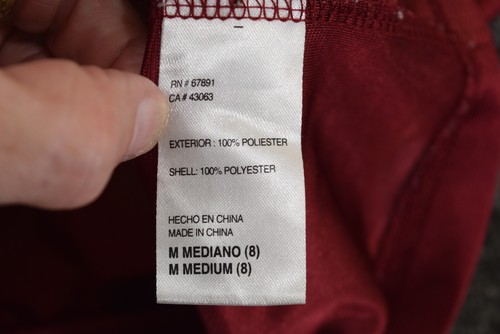 RN # 67891
CA # 43063
EXTERIOR : 100% POLIESTER
SHELL: 100% POLYESTER
HECHO EN CHINA
MADE IN CHINA
M MEDIANO (8)
M MEDIUM (8)